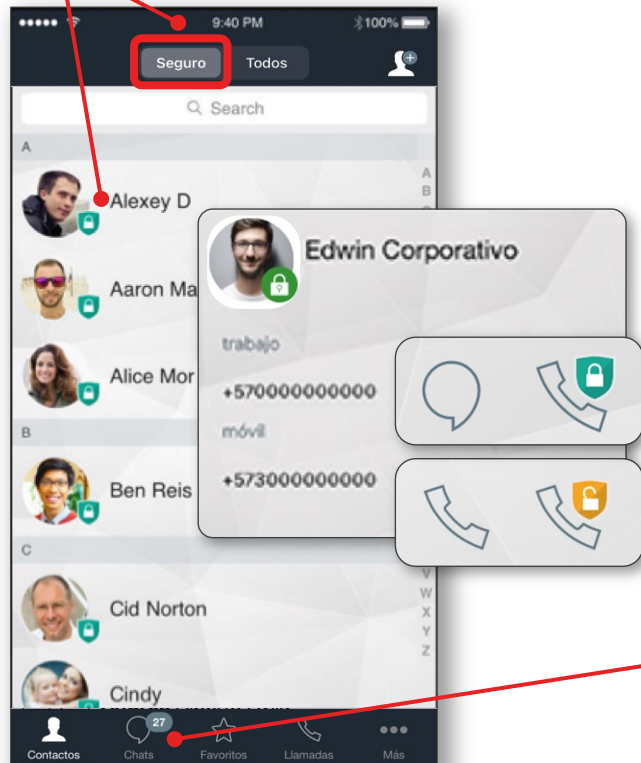 9:40 PM
100%
Seguro Todos
Search
A
Alexey D
A
B
Aaron Ma
Alice Mor
B
Ben Reis
C
Cid Norton
Cindy
V
W
X
Y
Z
Edwin Corporativo
trabajo
+570000000000
móvil
+573000000000
27
Contactos Chats Favoritos Llamadas Más